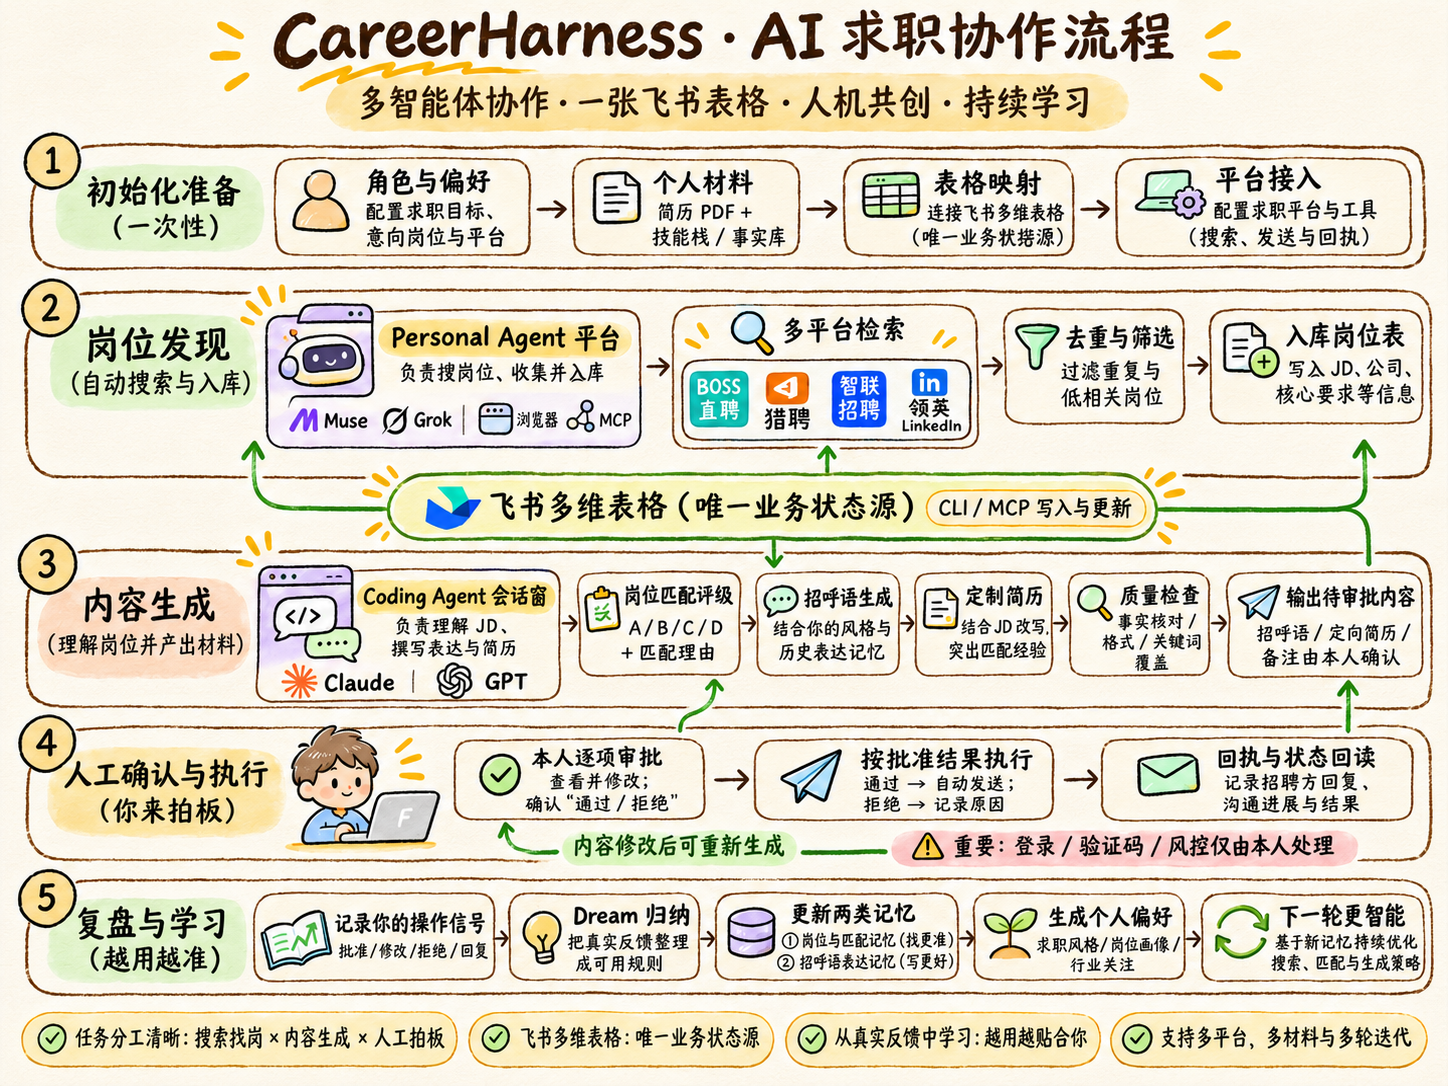 CareerHarness · AI 求职协作流程
多智能体协作 · 一张飞书表格 · 人机共创 · 持续学习
1
初始化准备
（一次性）
角色与偏好
配置求职目标、
意向岗位与平台
个人材料
简历 PDF +
技能栈 / 事实库
表格映射
连接飞书多维表格
（唯一业务状态源）
平台接入
配置求职平台与工具
（搜索、发送与回执）
2
岗位发现
（自动搜索与入库）
Personal Agent 平台
负责搜岗位、收集并入库
Muse
Grok
浏览器
MCP
多平台检索
BOSS
直聘
猎聘
智联
招聘
in
领英
LinkedIn
去重与筛选
过滤重复与
低相关岗位
入库岗位表
写入 JD、公司、
核心要求等信息
飞书多维表格（唯一业务状态源）
CLI / MCP 写入与更新
3
内容生成
（理解岗位并产出材料）
Coding Agent 会话窗
负责理解 JD、
撰写表达与简历
Claude
GPT
岗位匹配评级
A / B / C / D
+ 匹配理由
招呼语生成
结合你的风格与
历史表达记忆
定制简历
结合 JD 改写，
突出匹配经验
质量检查
事实核对 /
格式 / 关键词
覆盖
输出待审批内容
招呼语 / 定向简历 /
备注由本人确认
4
人工确认与执行
（你来拍板）
F
本人逐项审批
查看并修改；
确认“通过 / 拒绝”
按批准结果执行
通过 → 自动发送；
拒绝 → 记录原因
回执与状态回读
记录招聘方回复、
沟通进展与结果
内容修改后可重新生成
重要：登录 / 验证码 / 风控仅由本人处理
5
复盘与学习
（越用越准）
记录你的操作信号
批准 / 修改 / 拒绝 / 回复
Dream 归纳
把真实反馈整理
成可用规则
更新两类记忆
① 岗位与匹配记忆（找更准）
② 招呼语表达记忆（写更好）
生成个人偏好
求职风格 / 岗位画像 /
行业关注
下一轮更智能
基于新记忆持续优化
搜索、匹配与生成策略
任务分工清晰：搜索找岗 × 内容生成 × 人工拍板
飞书多维表格：唯一业务状态源
从真实反馈中学习：越用越贴合你
支持多平台，多材料与多轮迭代